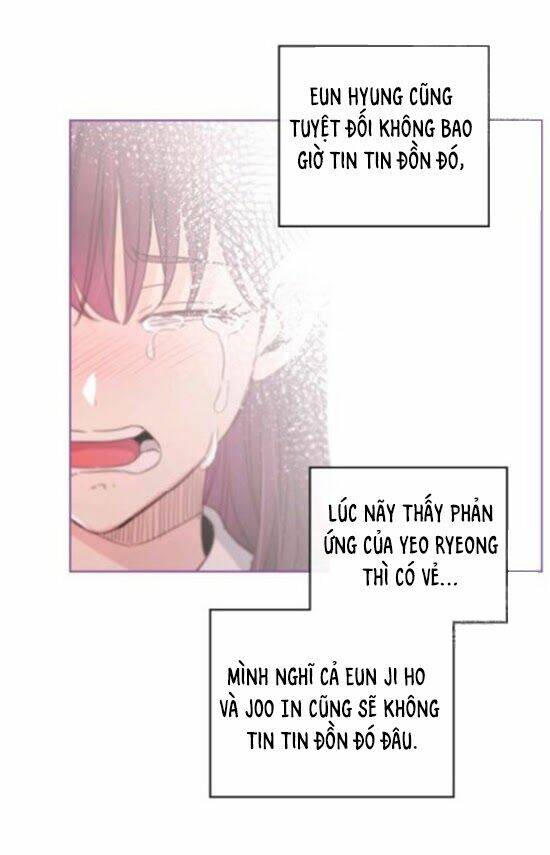 EUN HYUNG CŨNG
TUYỆT ĐỐI KHÔNG BAO
GIỜ TIN TIN ĐỒN ĐÓ,
LÚC NÃY THẤY PHẢN
ỨNG CỦA YEO RYEONG
THÌ CÓ VẺ...
MÌNH NGHĨ CẢ EUN JI HO
VÀ JOO IN CŨNG SẼ KHÔNG
TIN TIN ĐỒN ĐÓ ĐÂU.